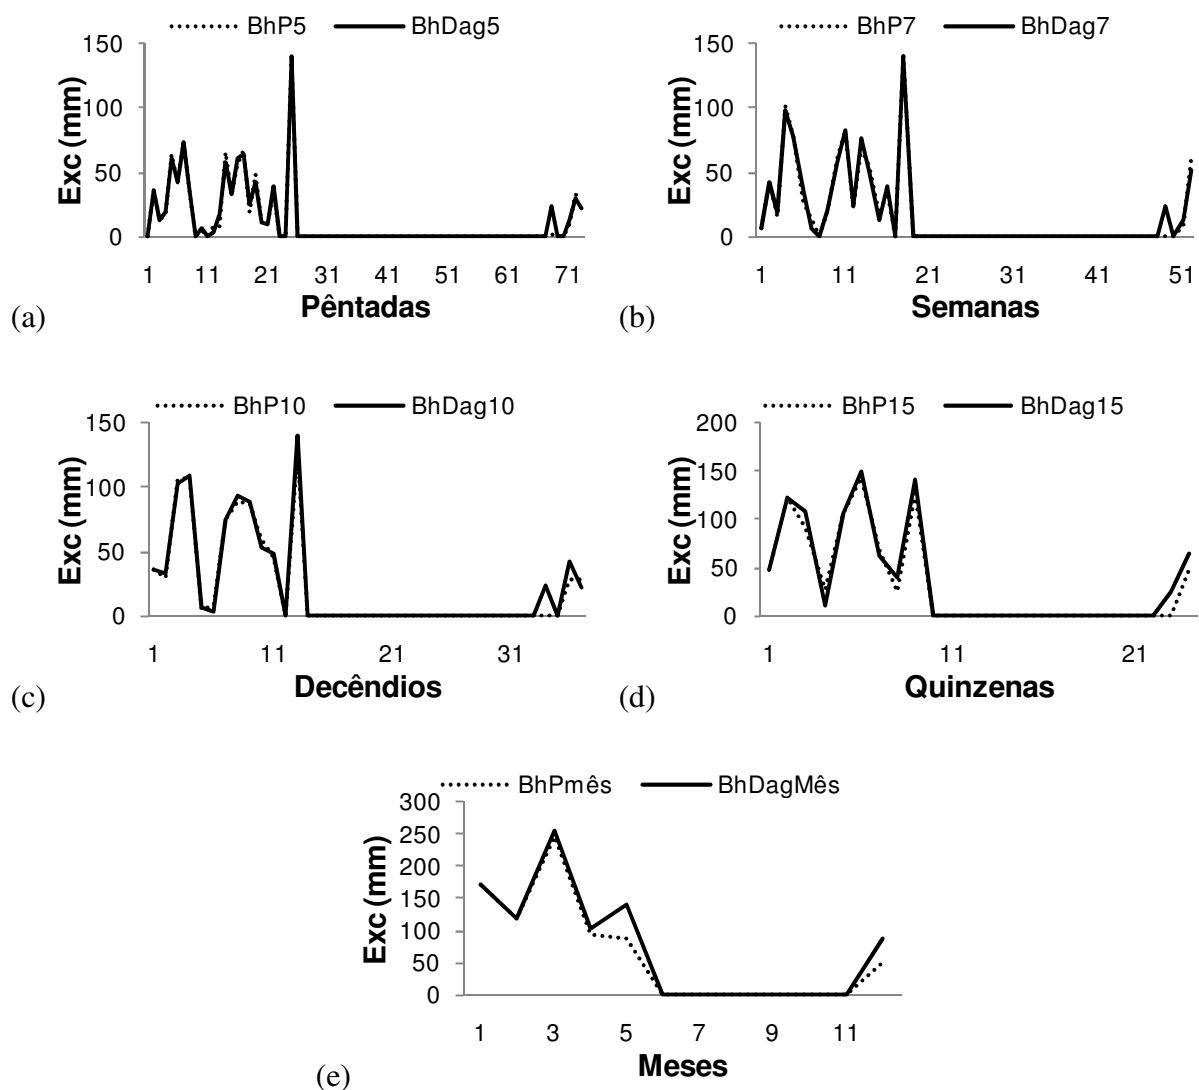 BhP5 BhDag5
150
100
50
0
Exc (mm)
1 11 21 31 41 51 61 71
Pêntadas
(a)
BhP7 BhDag7
150
100
50
0
Exc (mm)
1 11 21 31 41 51
Semanas
(b)
BhP10 BhDag10
150
100
50
0
Exc (mm)
1 11 21 31
Decêndios
(c)
BhP15 BhDag15
200
150
100
50
0
Exc (mm)
1 11 21
Quinzenas
(d)
BhPmês BhDagMês
300
250
200
150
100
50
0
Exc (mm)
1 3 5 7 9 11
Meses
(e)